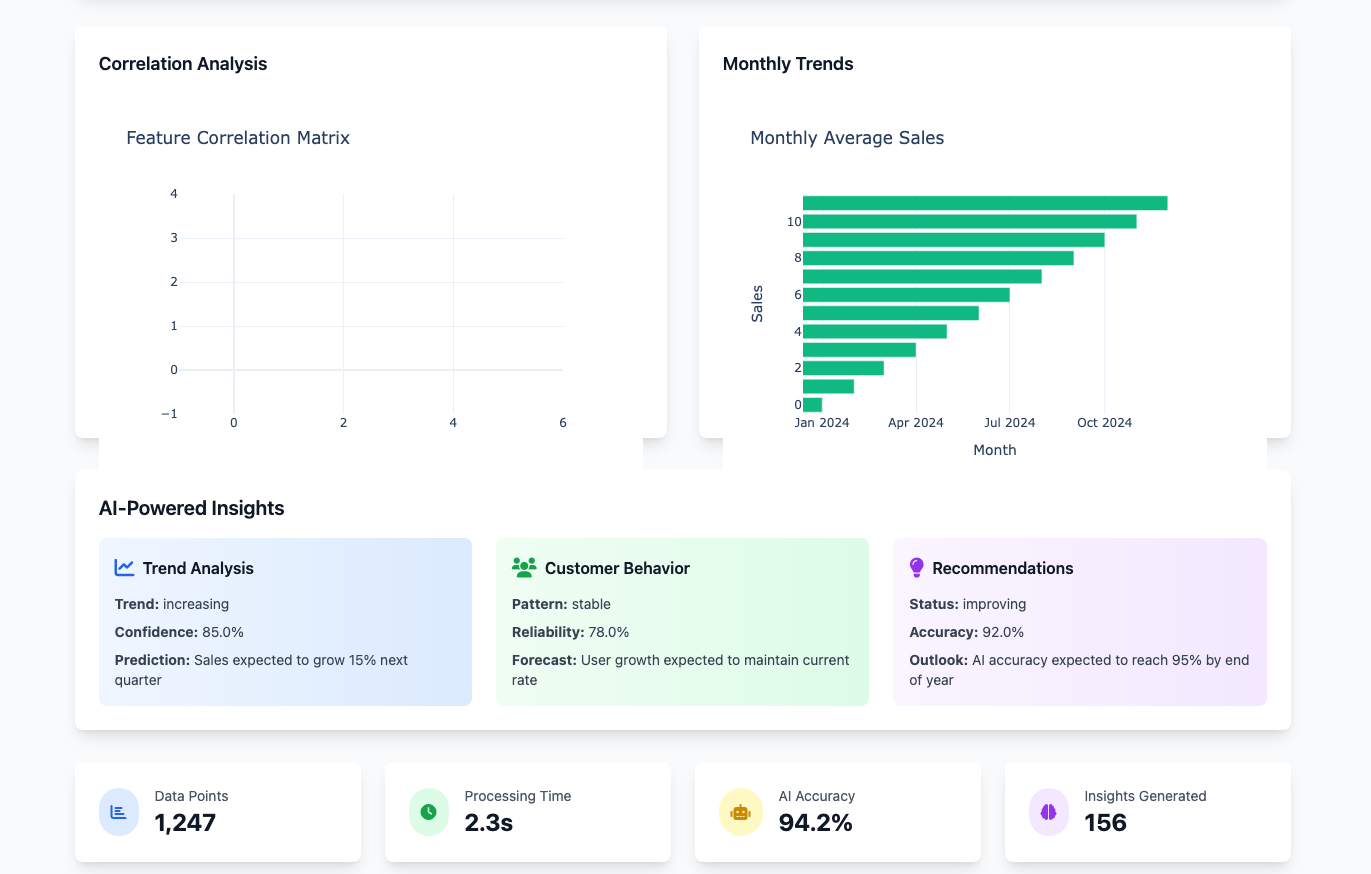 Correlation Analysis
Feature Correlation Matrix
4
3
2
1
0
−1
0 2 4 6
Monthly Trends
Monthly Average Sales
Sales
10
8
6
4
2
0
Jan 2024 Apr 2024 Jul 2024 Oct 2024
Month
AI-Powered Insights
Trend Analysis
Trend: increasing
Confidence: 85.0%
Prediction: Sales expected to grow 15% next
quarter
Customer Behavior
Pattern: stable
Reliability: 78.0%
Forecast: User growth expected to maintain current
rate
Recommendations
Status: improving
Accuracy: 92.0%
Outlook: AI accuracy expected to reach 95% by end
of year
Data Points
1,247
Processing Time
2.3s
AI Accuracy
94.2%
Insights Generated
156